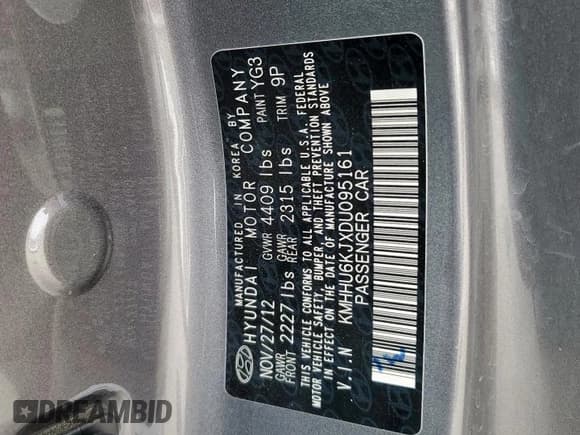 MANUFACTURED IN KOREA BY
HYUNDAI MOTOR COMPANY
NOV/27/12 GVWR 4409 lbs PAINT YG3
GAWR FRONT 2227 lbs GAWR REAR 2315 lbs TRIM 9P
THIS VEHICLE CONFORMS TO ALL APPLICABLE U.S.A. FEDERAL
MOTOR VEHICLE SAFETY, BUMPER, AND THEFT PREVENTION STANDARDS
IN EFFECT ON THE DATE OF MANUFACTURE SHOWN ABOVE
V.I.N KMHHU6KJXDU095161
PASSENGER CAR
DREAMBID